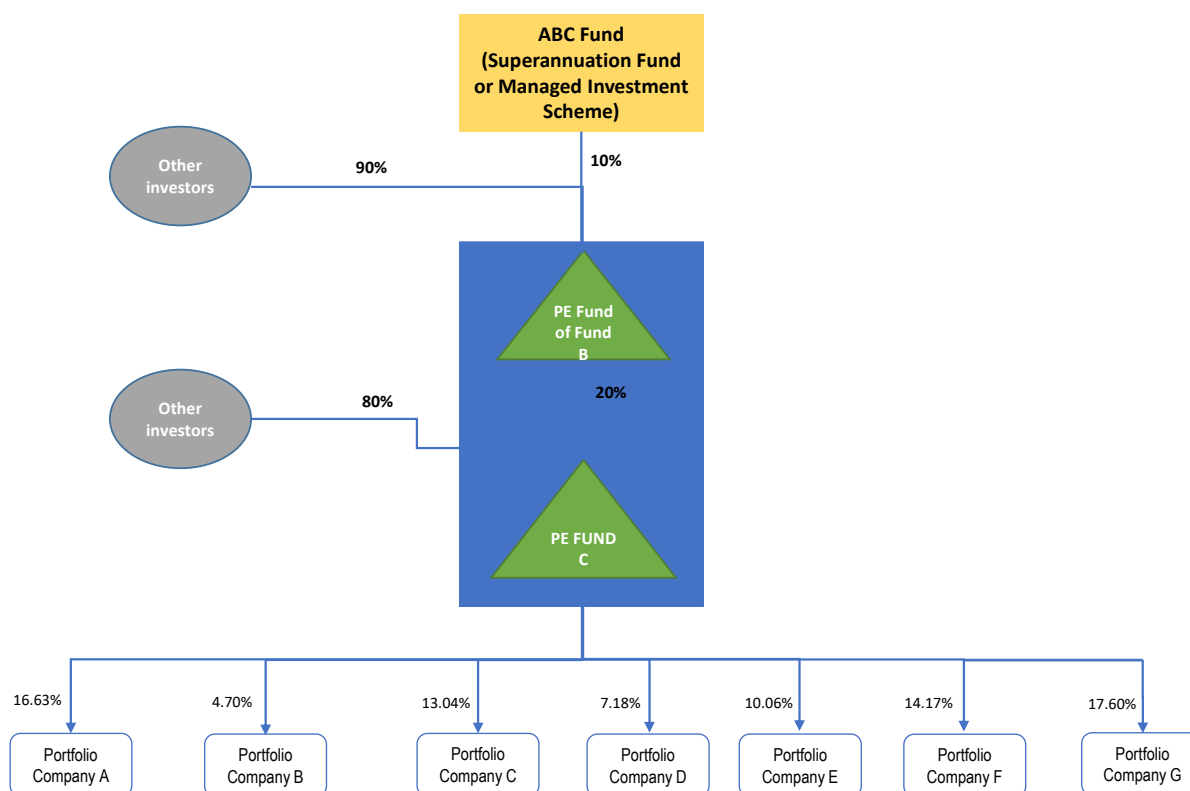 ABC Fund
(Superannuation Fund
or Managed Investment
Scheme)
Other
investors
90%
10%
PE Fund
of Fund
B
20%
Other
investors
80%
PE FUND
C
16.63%
4.70%
13.04%
7.18%
10.06%
14.17%
17.60%
Portfolio
Company A
Portfolio
Company B
Portfolio
Company C
Portfolio
Company D
Portfolio
Company E
Portfolio
Company F
Portfolio
Company G